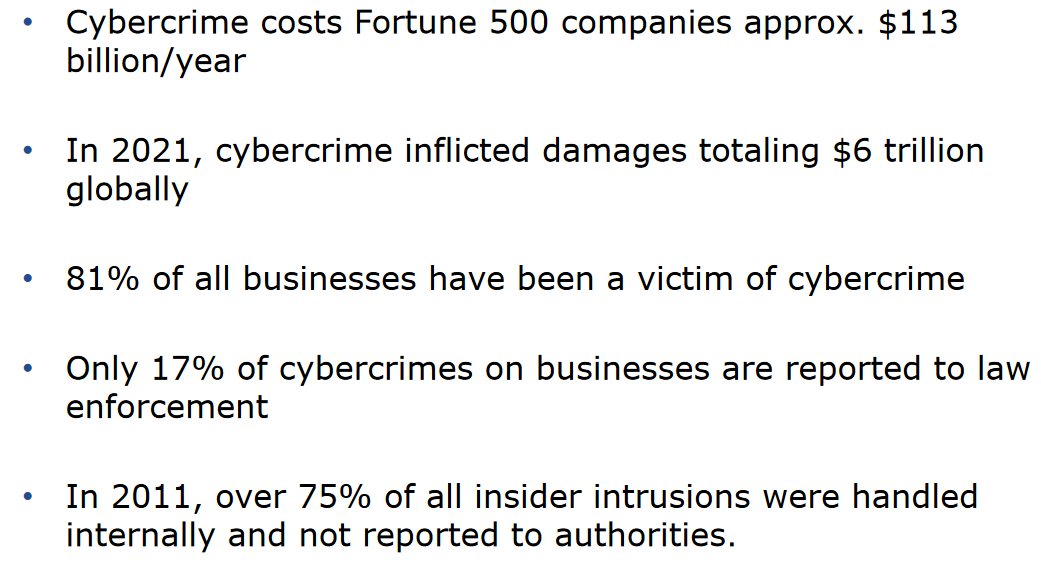 • Cybercrime costs Fortune 500 companies approx. $113
billion/year
• In 2021, cybercrime inflicted damages totaling $6 trillion
globally
• 81% of all businesses have been a victim of cybercrime
• Only 17% of cybercrimes on businesses are reported to law
enforcement
• In 2011, over 75% of all insider intrusions were handled
internally and not reported to authorities.